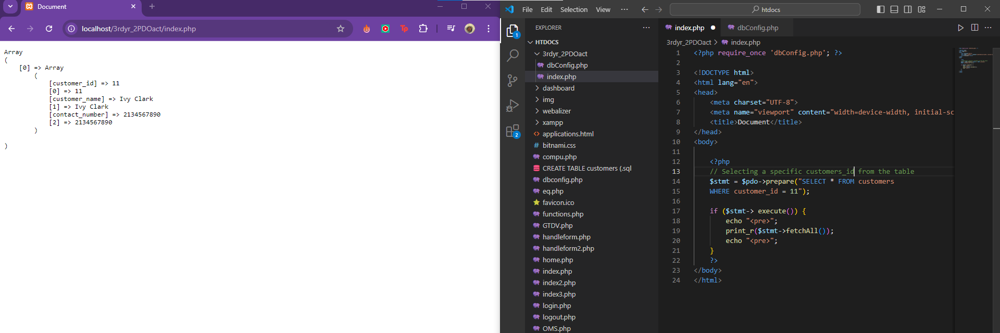 Document
localhost/3rdyr_2PDOact/index.php
Tp
Array
(
    [0] => Array
        (
            [customer_id] => 11
            [0] => 11
            [customer_name] => Ivy Clark
            [1] => Ivy Clark
            [contact_number] => 2134567890
            [2] => 2134567890
        )
)
File Edit Selection View ··· htdocs
EXPLORER ···
HTDOCS
3rdyr_2PDOact
dbConfig.php
index.php
dashboard
img
webalizer
xampp
applications.html
bitnami.css
compu.php
CREATE TABLE customers (.sql
dbconfig.php
eq.php
favicon.ico
functions.php
GTDV.php
handleform.php
handleform2.php
home.php
index.php
index2.php
index3.php
login.php
logout.php
OMS.php
1
2
index.php dbConfig.php ···
3rdyr_2PDOact > index.php
1 <?php require_once 'dbConfig.php'; ?>
2
3 <!DOCTYPE html>
4 <html lang="en">
5 <head>
6     <meta charset="UTF-8">
7     <meta name="viewport" content="width=device-width, initial-sc
8     <title>Document</title>
9 </head>
10 <body>
11
12     <?php
13     // Selecting a specific customers_id from the table
14     $stmt = $pdo->prepare("SELECT * FROM customers
15     WHERE customer_id = 11");
16
17     if ($stmt-> execute()) {
18         echo "<pre>";
19         print_r($stmt->fetchAll());
20         echo "<pre>";
21     }
22     ?>
23 </body>
24 </html>